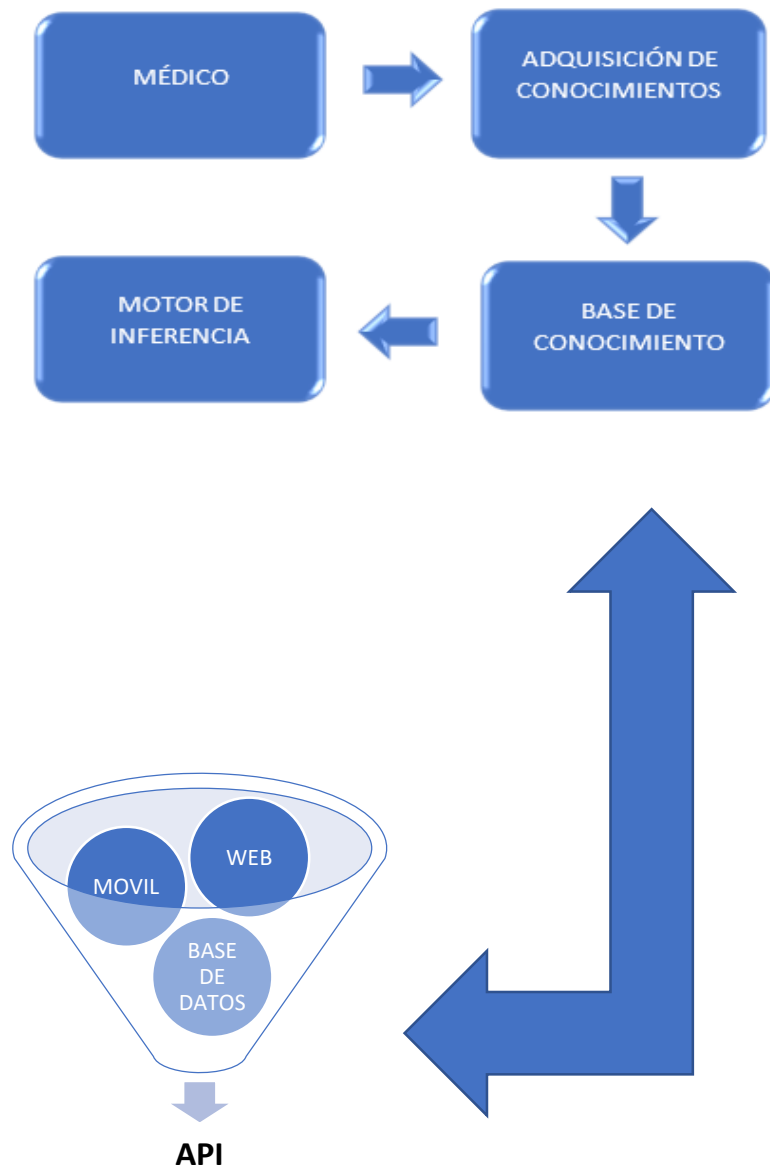 MÉDICO
ADQUISICIÓN DE
CONOCIMIENTOS
MOTOR DE
INFERENCIA
BASE DE
CONOCIMIENTO
WEB
MOVIL
BASE
DE
DATOS
API